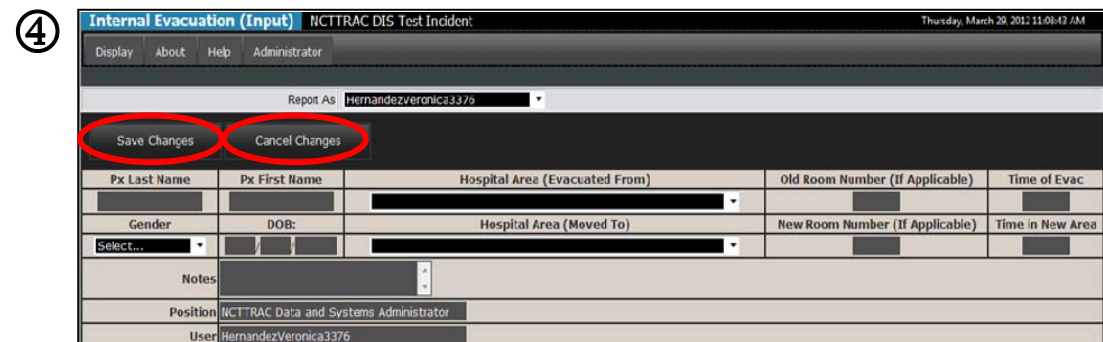 ④
Internal Evacuation (Input) NCTTRAC DIS Test Incident Thursday, March 29, 2012 11:08:43 AM
Display About Help Administrator
Report As HernandezVeronica3376
Save Changes Cancel Changes
Px Last Name Px First Name Hospital Area (Evacuated From) Old Room Number (If Applicable) Time of Evac
Gender DOB: Hospital Area (Moved To) New Room Number (If Applicable) Time in New Area
Select... / /
Notes
Position NCTTRAC Data and Systems Administrator
User HernandezVeronica3376